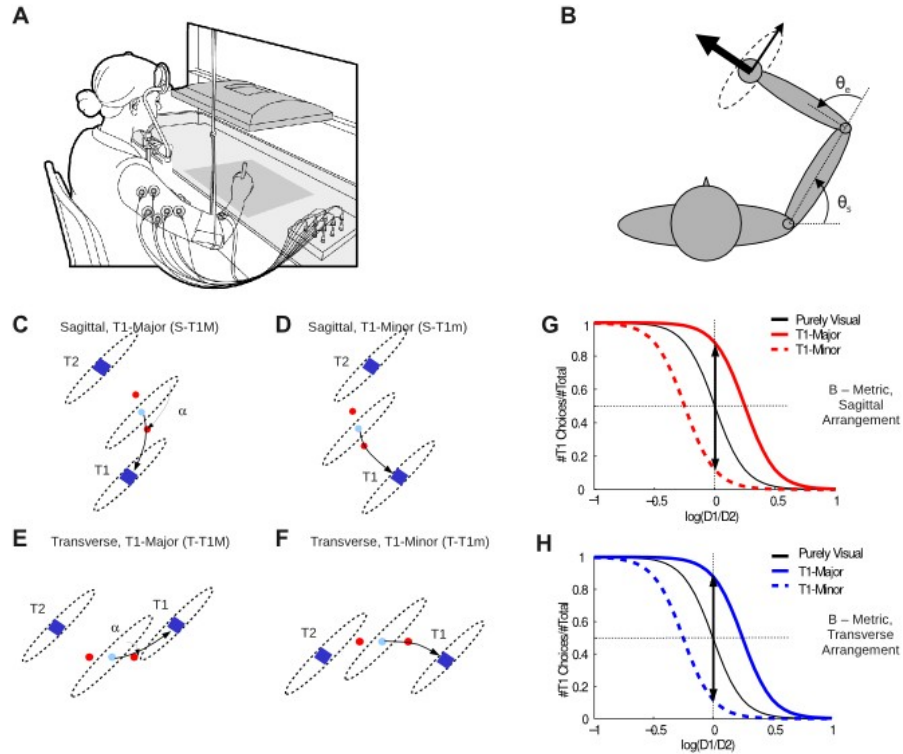 A
B
θe
θs
C
Sagittal, T1-Major (S-T1M)
T2
α
T1
D
Sagittal, T1-Minor (S-T1m)
T1
E
Transverse, T1-Major (T-T1M)
T2
α
T1
F
Transverse, T1-Minor (T-T1m)
T2
T1
G
#T1 Choices/#Total
1
0.8
0.6
0.4
0.2
0
−1
−0.5
0
0.5
1
log(D1/D2)
Purely Visual
T1-Major
T1-Minor
B – Metric,
Sagittal
Arrangement
H
#T1 Choices/#Total
1
0.8
0.6
0.4
0.2
0
−1
−0.5
0
0.5
1
log(D1/D2)
Purely Visual
T1-Major
T1-Minor
B – Metric,
Transverse
Arrangement